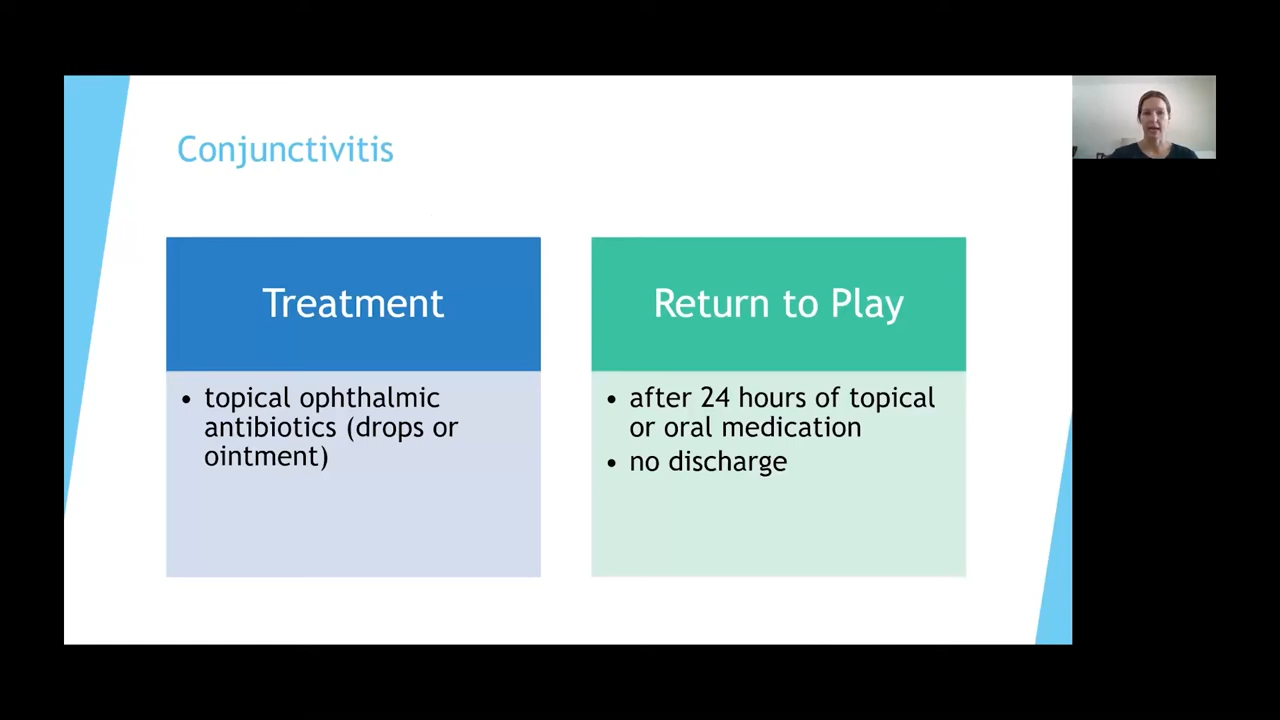 Conjunctivitis
Treatment
• topical ophthalmic
antibiotics (drops or
ointment)
Return to Play
• after 24 hours of topical
or oral medication
• no discharge